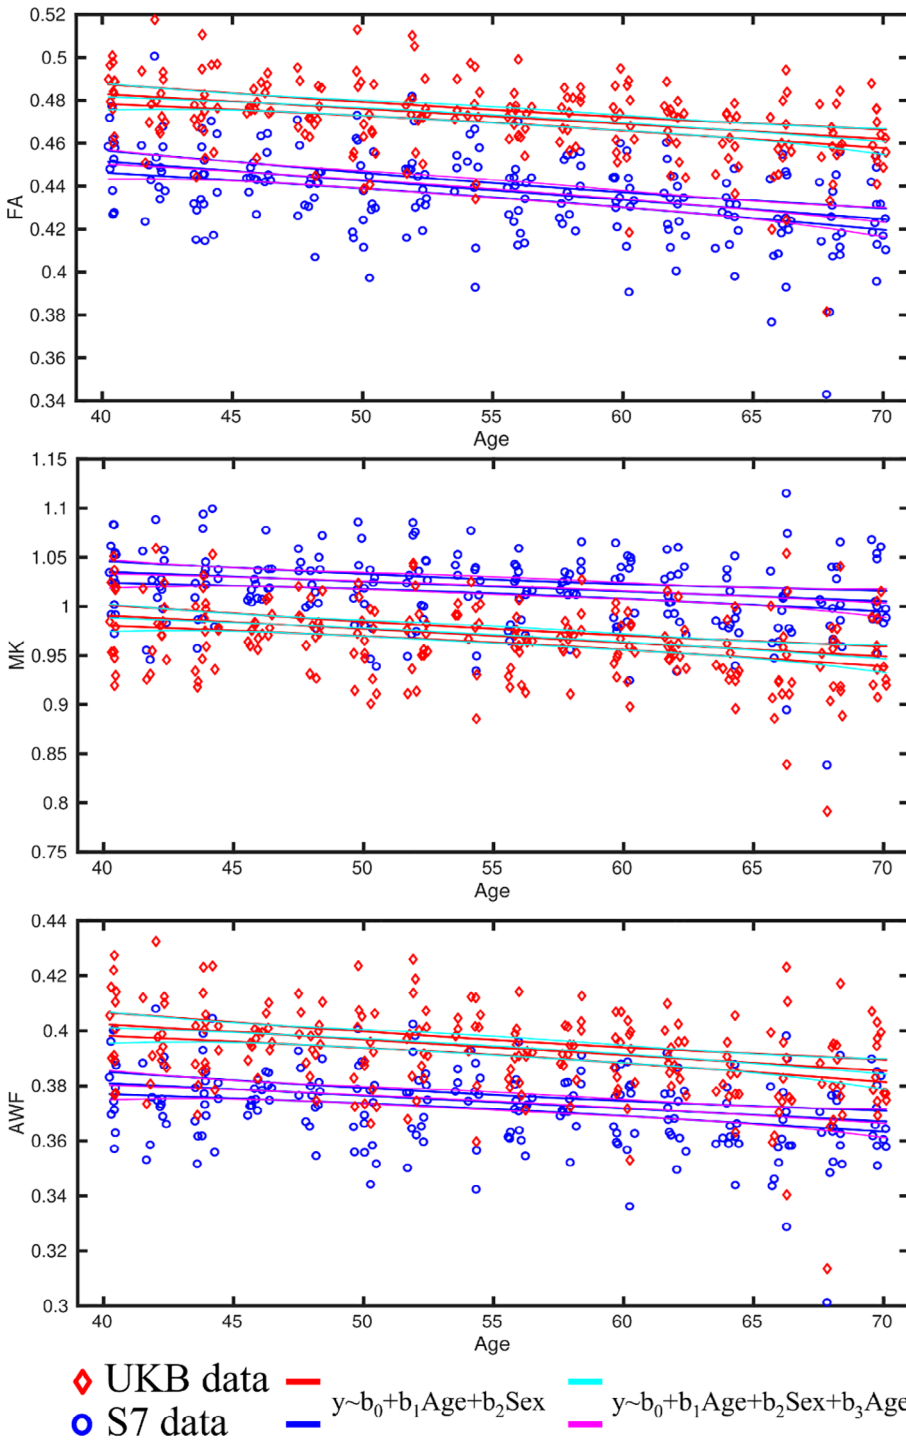 0.52
0.5
0.48
0.46
0.44
0.42
0.4
0.38
0.36
0.34
FA
40 45 50 55 60 65 70
Age
1.15
1.1
1.05
1
0.95
0.9
0.85
0.8
0.75
MK
40 45 50 55 60 65 70
Age
0.44
0.42
0.4
0.38
0.36
0.34
0.32
0.3
AWF
40 45 50 55 60 65 70
Age
UKB data
S7 data
y~b₀+b₁Age+b₂Sex
y~b₀+b₁Age+b₂Sex+b₃Age